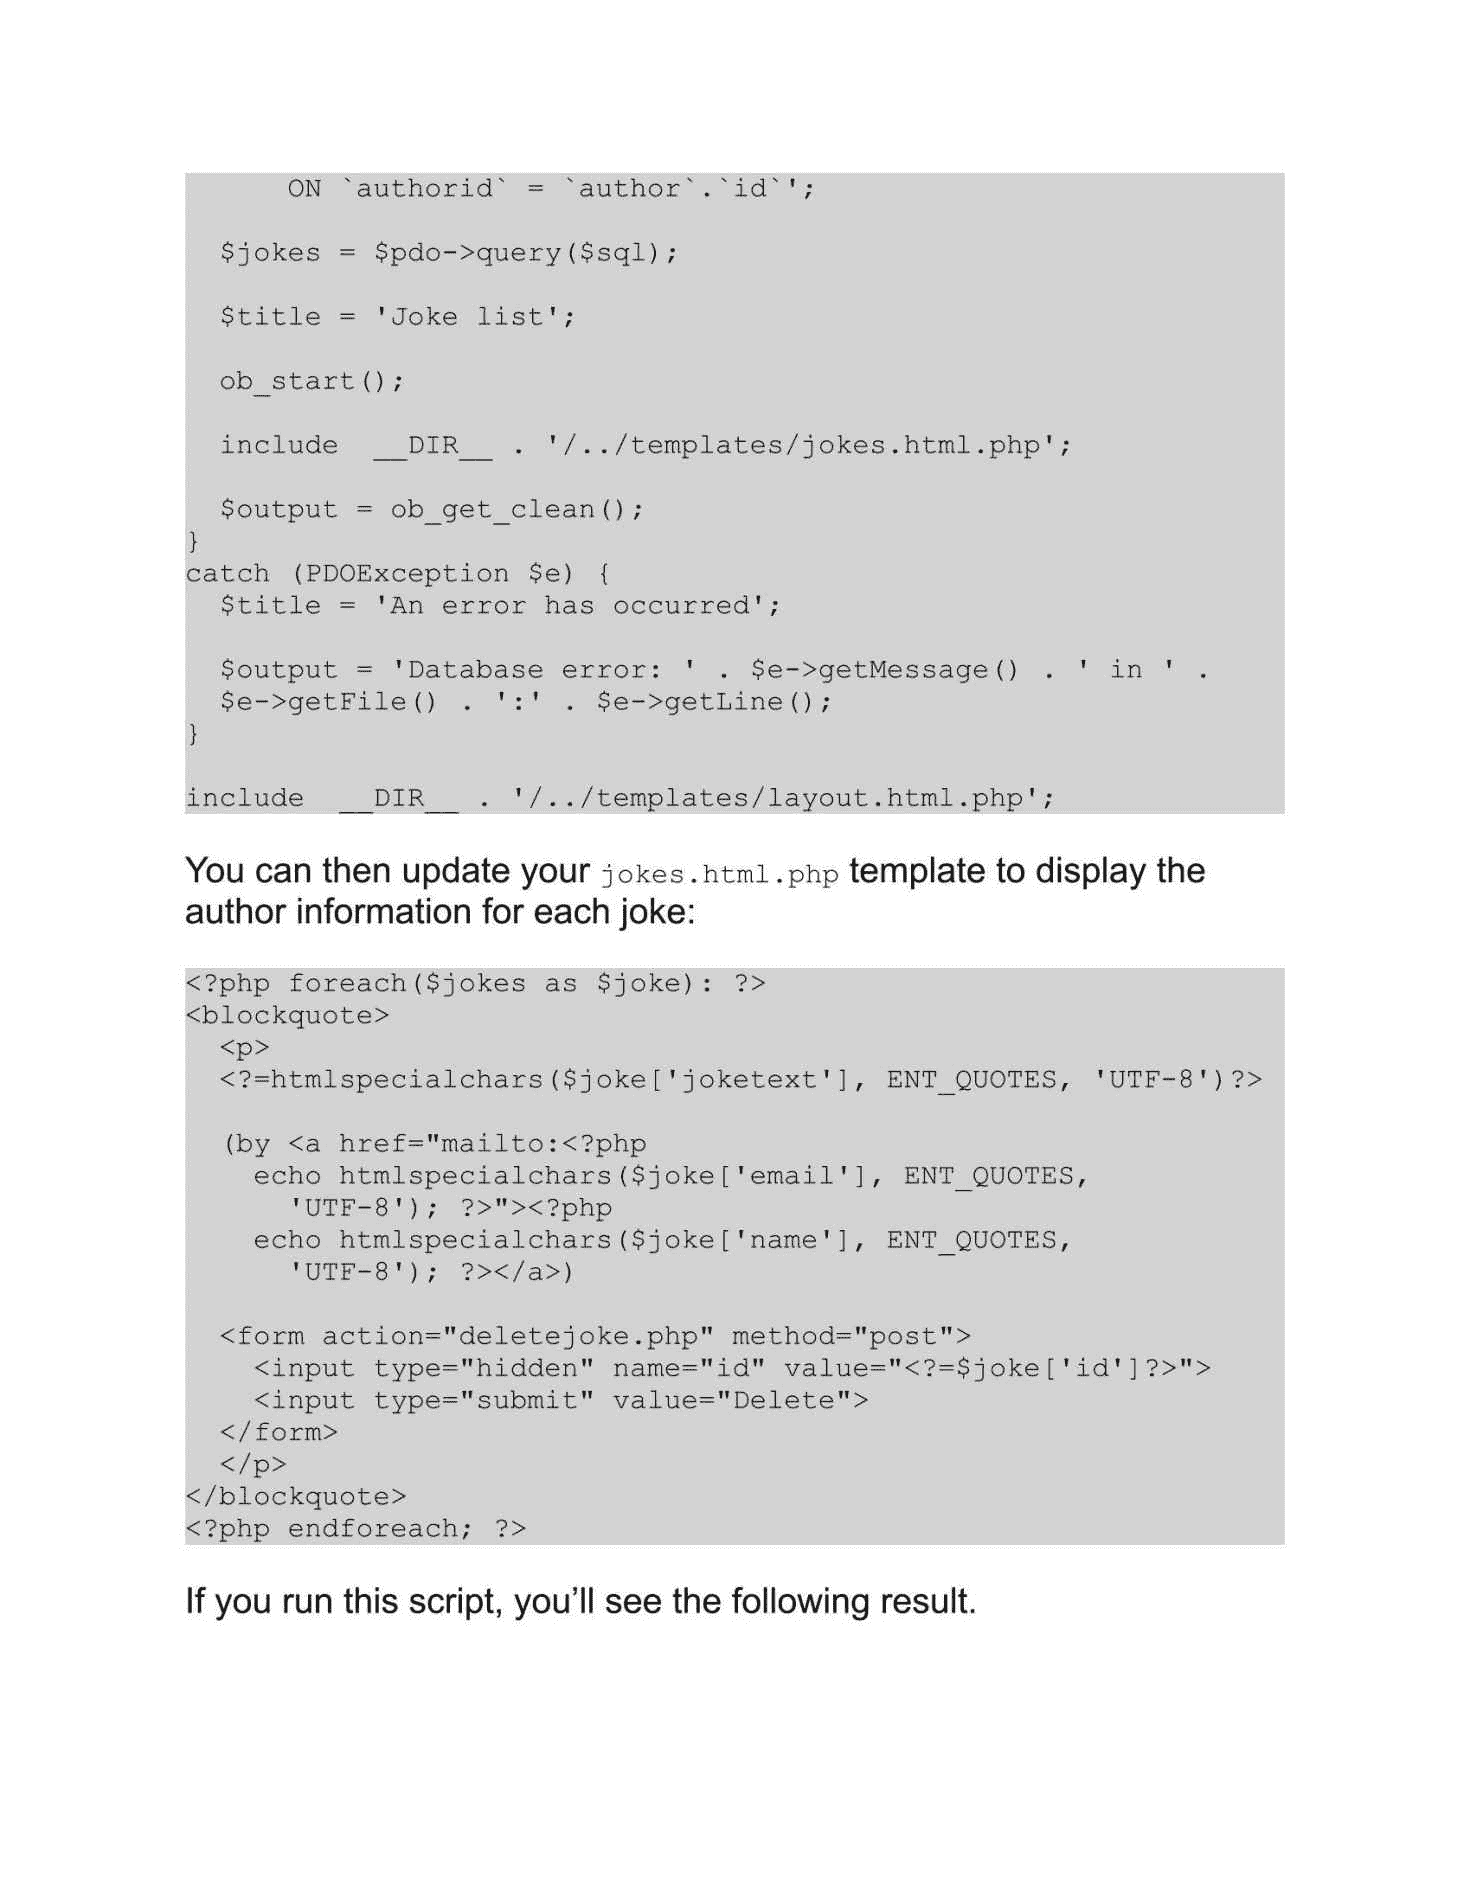 ON `authorid` = `author`.`id`';

  $jokes = $pdo->query($sql);

  $title = 'Joke list';

  ob_start();

  include  __DIR__ . '/../templates/jokes.html.php';

  $output = ob_get_clean();
}
catch (PDOException $e) {
  $title = 'An error has occurred';

  $output = 'Database error: ' . $e->getMessage() . ' in ' .
  $e->getFile() . ':' . $e->getLine();
}

include  __DIR__ . '/../templates/layout.html.php';

You can then update your jokes.html.php template to display the
author information for each joke:

<?php foreach($jokes as $joke): ?>
<blockquote>
  <p>
  <?=htmlspecialchars($joke['joketext'], ENT_QUOTES, 'UTF-8')?>

  (by <a href="mailto:<?php
    echo htmlspecialchars($joke['email'], ENT_QUOTES,
      'UTF-8'); ?>"><?php
    echo htmlspecialchars($joke['name'], ENT_QUOTES,
      'UTF-8'); ?></a>)

  <form action="deletejoke.php" method="post">
    <input type="hidden" name="id" value="<?=$joke['id']?>">
    <input type="submit" value="Delete">
  </form>
  </p>
</blockquote>
<?php endforeach; ?>

If you run this script, you’ll see the following result.